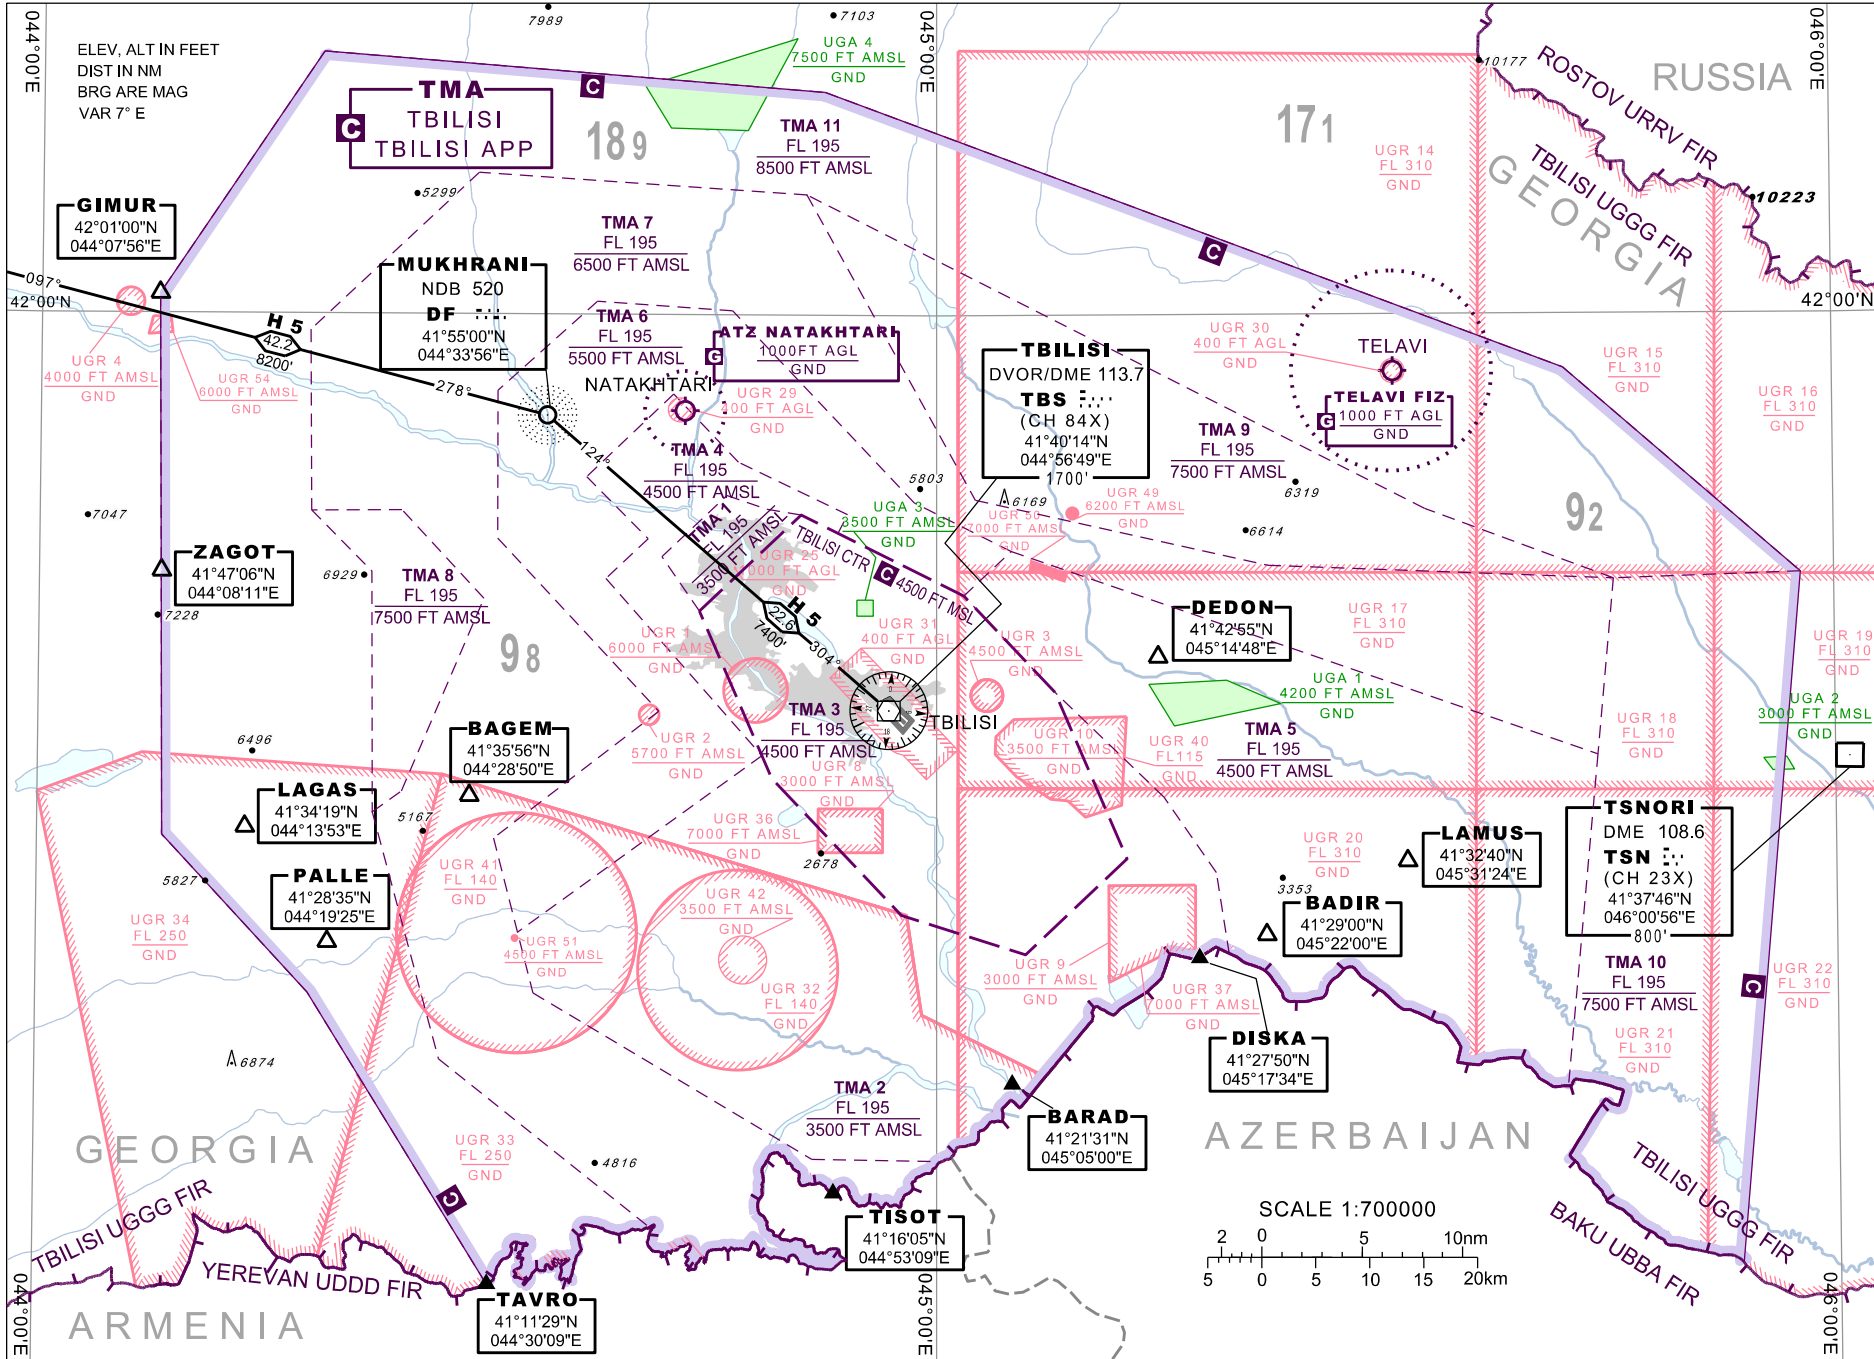 044°00'E
045°00'E
046°00'E
ELEV, ALT IN FEET
DIST IN NM
BRG ARE MAG
VAR 7° E
7989
7103
UGA 4
7500 FT AMSL
GND
10177
ROSTOV URRV FIR
TBILISI UGGG FIR
RUSSIA
GEORGIA
10223
C
TMA
C
TBILISI
TBILISI APP
189
171
TMA 11
FL 195
8500 FT AMSL
UGR 14
FL 310
GND
5299
GIMUR
42°01'00"N
044°07'56"E
TMA 7
FL 195
6500 FT AMSL
C
MUKHRANI
NDB 520
DF
41°55'00"N
044°33'56"E
097°
42°00'N
42°00'N
H 5
42.2
8200'
278°
TMA 6
FL 195
5500 FT AMSL
ATZ NATAKHTARI
G
1000FT AGL
GND
NATAKHTARI
UGR 29
400 FT AGL
GND
UGR 4
4000 FT AMSL
GND
UGR 54
6000 FT AMSL
GND
TBILISI
DVOR/DME 113.7
TBS
(CH 84X)
41°40'14"N
044°56'49"E
1700'
UGR 30
400 FT AGL
GND
TELAVI
TELAVI FIZ
G
1000 FT AGL
GND
UGR 15
FL 310
GND
UGR 16
FL 310
GND
124°
TMA 4
FL 195
4500 FT AMSL
TMA 9
FL 195
7500 FT AMSL
5803
6169
6319
6614
92
UGR 49
6200 FT AMSL
GND
UGR 50
7000 FT AMSL
GND
7047
UGA 3
3500 FT AMSL
GND
TMA 1
FL 195
3500 FT AMSL
TBILISI CTR
C
4500 FT MSL
UGR 25
GND
ZAGOT
41°47'06"N
044°08'11"E
6929
7228
TMA 8
FL 195
7500 FT AMSL
98
H 5
22.6
7400'
304°
UGR 1
6000 FT AMSL
GND
UGR 31
400 FT AGL
GND
UGR 3
4500 FT AMSL
GND
DEDON
41°42'55"N
045°14'48"E
UGR 17
FL 310
GND
UGR 19
FL 310
GND
UGA 1
4200 FT AMSL
GND
UGA 2
3000 FT AMSL
GND
UGR 18
FL 310
GND
TBILISI
TMA 3
FL 195
4500 FT AMSL
UGR 2
5700 FT AMSL
GND
UGR 8
3000 FT AMSL
GND
UGR 10
3500 FT AMSL
GND
UGR 40
FL115
GND
TMA 5
FL 195
4500 FT AMSL
6496
BAGEM
41°35'56"N
044°28'50"E
LAGAS
41°34'19"N
044°13'53"E
5167
UGR 36
7000 FT AMSL
GND
2678
UGR 20
FL 310
GND
3353
LAMUS
41°32'40"N
045°31'24"E
TSNORI
DME 108.6
TSN
(CH 23X)
41°37'46"N
046°00'56"E
800'
5827
PALLE
41°28'35"N
044°19'25"E
UGR 41
FL 140
GND
UGR 42
3500 FT AMSL
GND
BADIR
41°29'00"N
045°22'00"E
UGR 34
FL 250
GND
UGR 51
4500 FT AMSL
GND
UGR 32
FL 140
GND
UGR 9
3000 FT AMSL
GND
UGR 37
7000 FT AMSL
GND
TMA 10
FL 195
7500 FT AMSL
C
UGR 22
FL 310
GND
UGR 21
FL 310
GND
DISKA
41°27'50"N
045°17'34"E
6874
TMA 2
FL 195
3500 FT AMSL
BARAD
41°21'31"N
045°05'00"E
GEORGIA
UGR 33
FL 250
GND
4816
C
AZERBAIJAN
TBILISI UGGG FIR
YEREVAN UDDD FIR
TISOT
41°16'05"N
044°53'09"E
SCALE 1:700000
2 0 5 10nm
5 0 5 10 15 20km
TBILISI UGGG FIR
BAKU UBBA FIR
ARMENIA
TAVRO
41°11'29"N
044°30'09"E
044°00'E
045°00'E
046°00'E